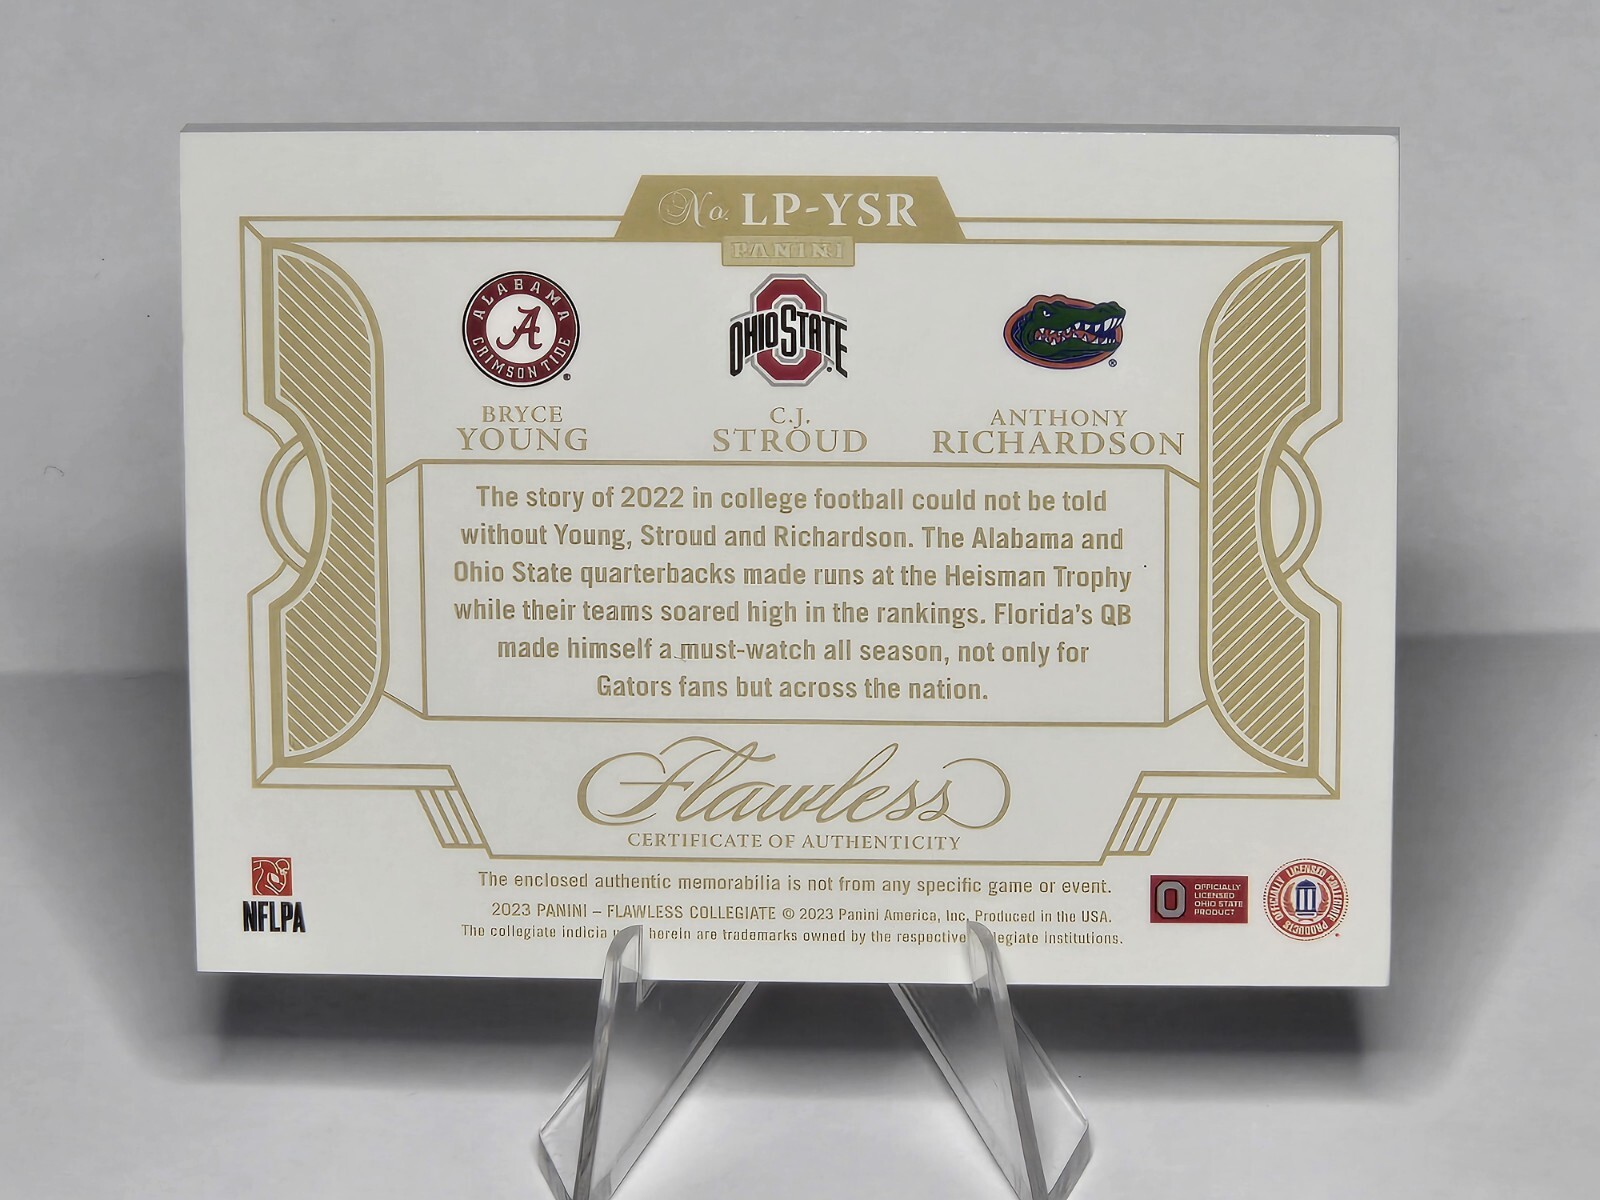 No. LP-YSR
PANINI
ALABAMA
A
CRIMSON TIDE
OHIO STATE
BRYCE
YOUNG
C.J.
STROUD
ANTHONY
RICHARDSON
The story of 2022 in college football could not be told
without Young, Stroud and Richardson. The Alabama and
Ohio State quarterbacks made runs at the Heisman Trophy
while their teams soared high in the rankings. Florida's QB
made himself a must-watch all season, not only for
Gators fans but across the nation.
Flawless
CERTIFICATE OF AUTHENTICITY
The enclosed authentic memorabilia is not from any specific game or event.
2023 PANINI – FLAWLESS COLLEGIATE © 2023 Panini America, Inc. Produced in the USA.
The collegiate indicia herein are trademarks owned by the respective institutions.
NFLPA
O
OFFICIALLY
LICENSED
OHIO STATE
PRODUCT
OFFICIALLY LICENSED COLLEGIATE PRODUCTS